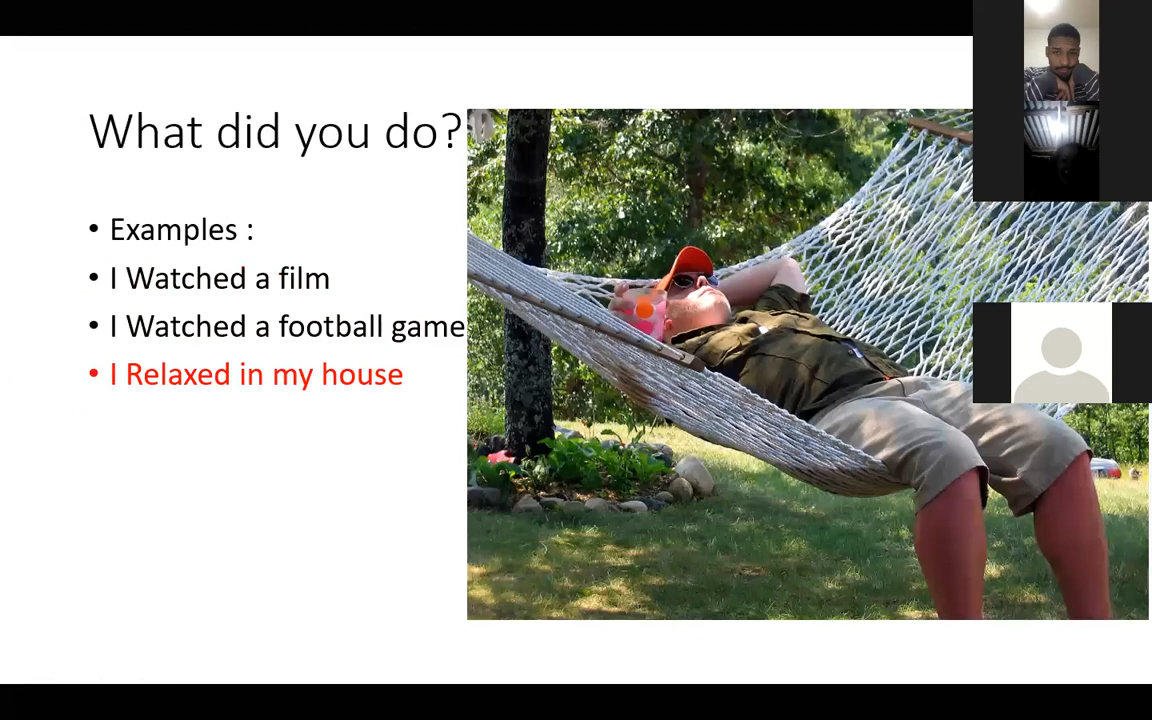 What did you do?
• Examples :
• I Watched a film
• I Watched a football game
• I Relaxed in my house